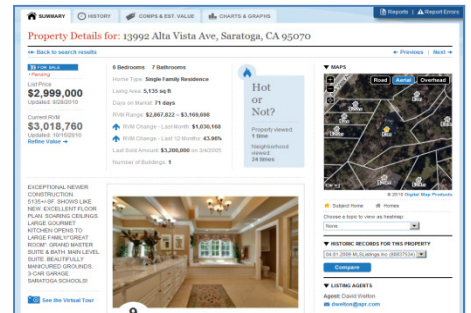 SUMMARY
HISTORY
COMPS & EST. VALUE
CHARTS & GRAPHS
Reports | Report Errors
Property Details for: 13992 Alta Vista Ave, Saratoga, CA 95070
Back to search results
Previous | Next
FOR SALE
Pending
List Price
$2,999,000
Updated: 9/28/2010
Current RVM
$3,018,760
Updated: 10/15/2010
Refine Value
6 Bedrooms 7 Bathrooms
Home Type: Single Family Residence
Living Area: 5,135 sq ft
Days on Market: 71 days
RVM Range: $2,867,822 – $3,168,698
RVM Change - Last Month: $1,030,168
RVM Change - Last 12 Months: 43.96%
Last Sold Amount: $3,200,000 on 3/4/2005
Number of Buildings: 1
Hot
or
Not?
Property viewed:
1 time
Neighborhood
viewed:
24 times
MAPS
Road Aerial Overhead
© 2010 Digital Map Products
Subject Home Homes
Choose a topic to view as heatmap:
None
HISTORIC RECORDS FOR THIS PROPERTY
Compare
LISTING AGENTS
Agent: David Welton
dwelton@apr.com
EXCEPTIONAL NEWER
CONSTRUCTION.
5135+/-SF. SHOWS LIKE
NEW. EXCELLENT FLOOR
PLAN. SOARING CEILINGS.
LARGE GOURMET
KITCHEN OPENS TO
LARGE FAMILY/"GREAT
ROOM". GRAND MASTER
SUITE & BATH. MAIN LEVEL
SUITE. BEAUTIFULLY
MANICURED GROUNDS.
3-CAR GARAGE.
SARATOGA SCHOOLS!
See the Virtual Tour
9